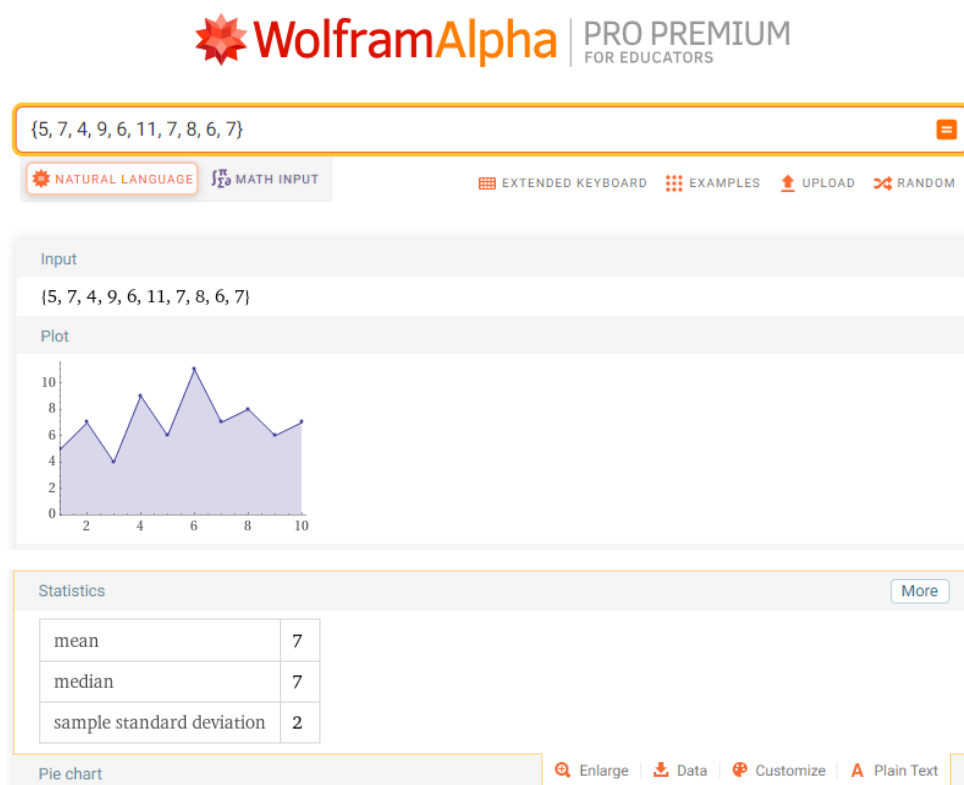 WolframAlpha PRO PREMIUM
FOR EDUCATORS
{5, 7, 4, 9, 6, 11, 7, 8, 6, 7}
NATURAL LANGUAGE MATH INPUT EXTENDED KEYBOARD EXAMPLES UPLOAD RANDOM
Input
{5, 7, 4, 9, 6, 11, 7, 8, 6, 7}
Plot
10
8
6
4
2
0
2 4 6 8 10
Statistics More
mean 7
median 7
sample standard deviation 2
Pie chart Enlarge Data Customize A Plain Text